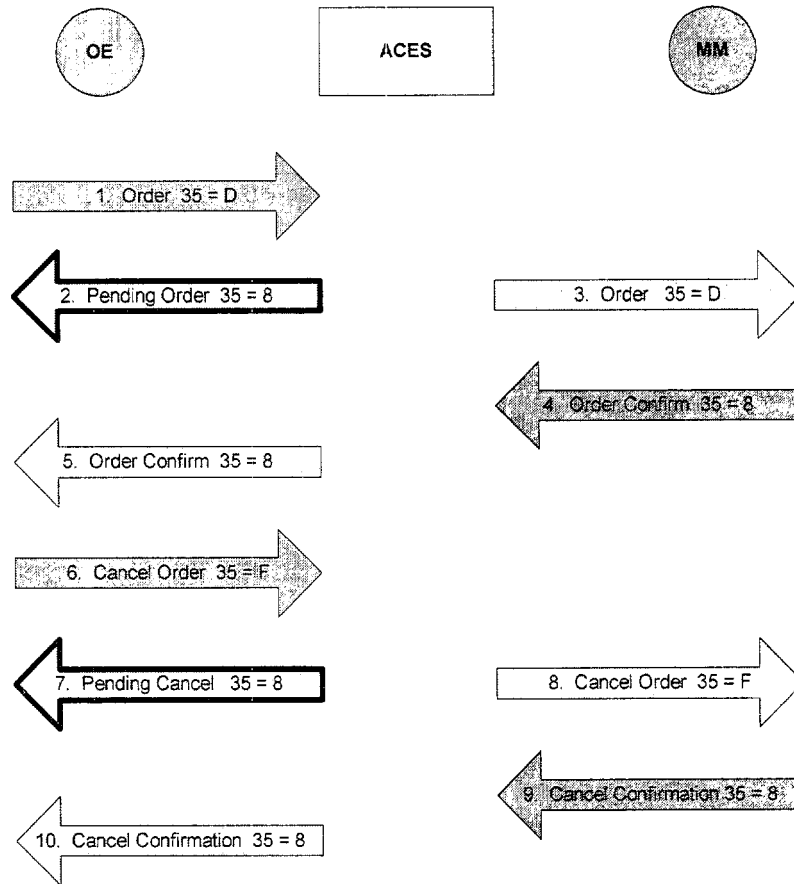 OE
ACES
MM
1. Order 35 = D
2. Pending Order 35 = 8
3. Order 35 = D
4 Order Confirm 35 = 8
5. Order Confirm 35 = 8
6. Cancel Order 35 = F
7. Pending Cancel 35 = 8
8. Cancel Order 35 = F
9. Cancel Confirmation 35 = 8
10. Cancel Confirmation 35 = 8